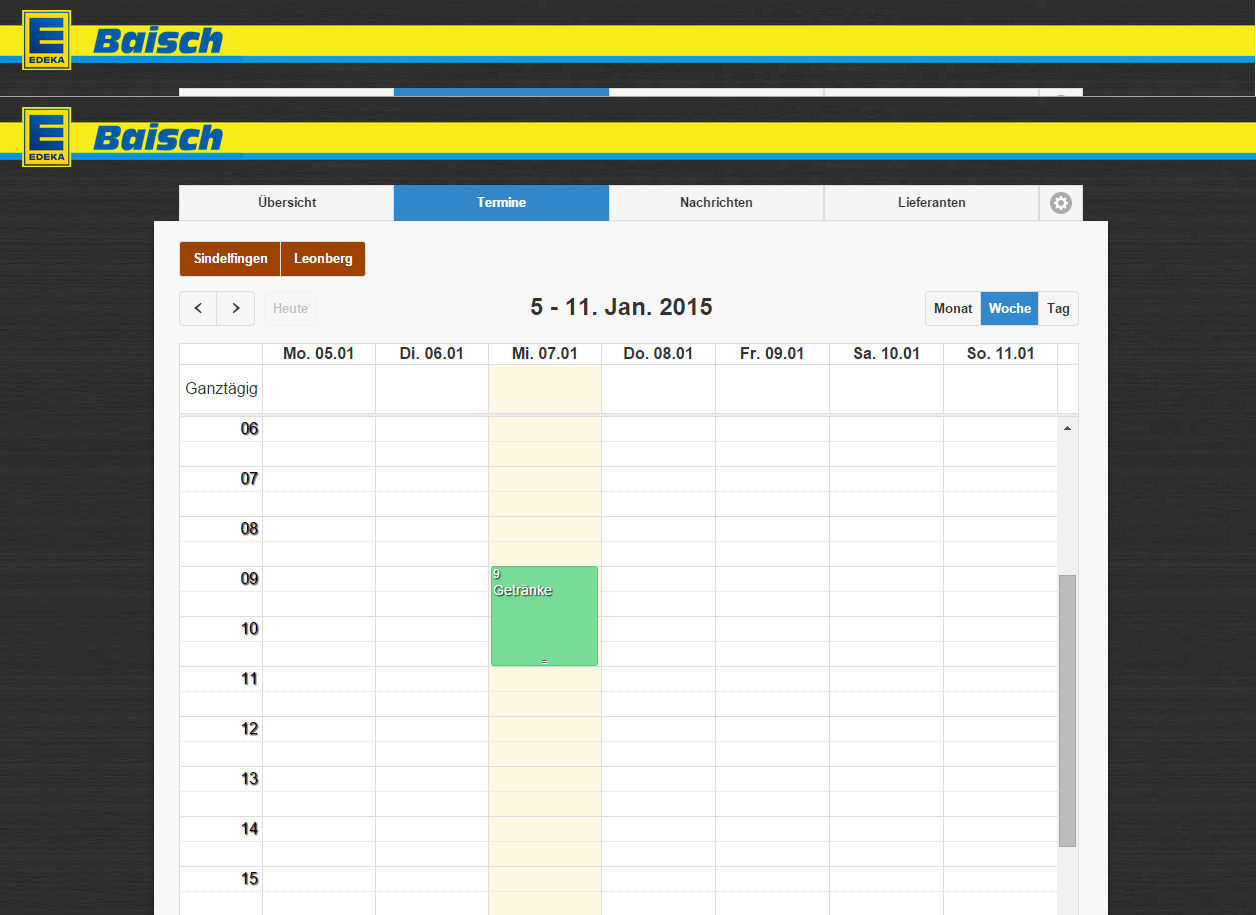 E
EDEKA
Baisch
E
EDEKA
Baisch
Übersicht Termine Nachrichten Lieferanten
Sindelfingen Leonberg
< > Heute 5 - 11. Jan. 2015 Monat Woche Tag
Mo. 05.01 Di. 06.01 Mi. 07.01 Do. 08.01 Fr. 09.01 Sa. 10.01 So. 11.01
Ganztägig
06
07
08
09
9
Getränke
10
=
11
12
13
14
15